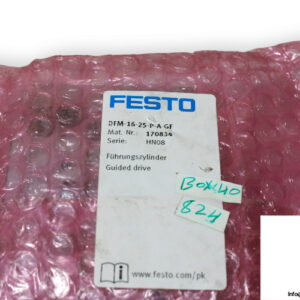 FESTO
DFM-16-25-P-A-GF
Mat. Nr.: 170834
Serie: HN08
Führungszylinder
Guided drive
BOX:40
824
i www.festo.com/pk